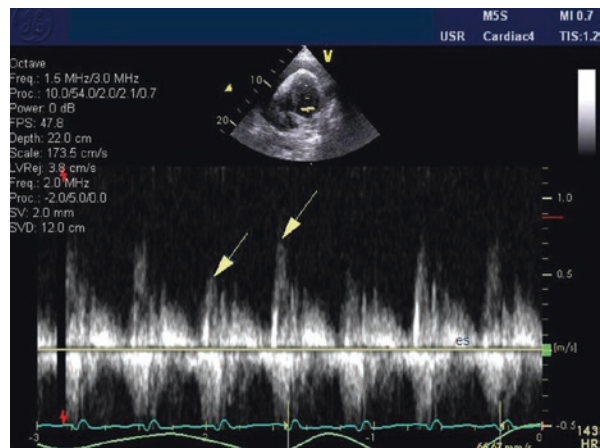 M5S MI 0.7
USR Cardiac4 TIS:1.2
Octave
Freq.: 1.5 MHz/3.0 MHz
Proc.: 10.0/54.0/2.0/2.1/0.7
Power: 0 dB
FPS: 47.8
Depth: 22.0 cm
Scale: 173.5 cm/s
LVRej: 3.8 cm/s
Freq.: 2.0 MHz
Proc.: -2.0/5.0/0.0
SV: 2.0 mm
SVD: 12.0 cm
V
10
20
1.0
0.5
[m/s]
es
-0.5
-3 -2 -1 0
66.67 mm/s
143
HR